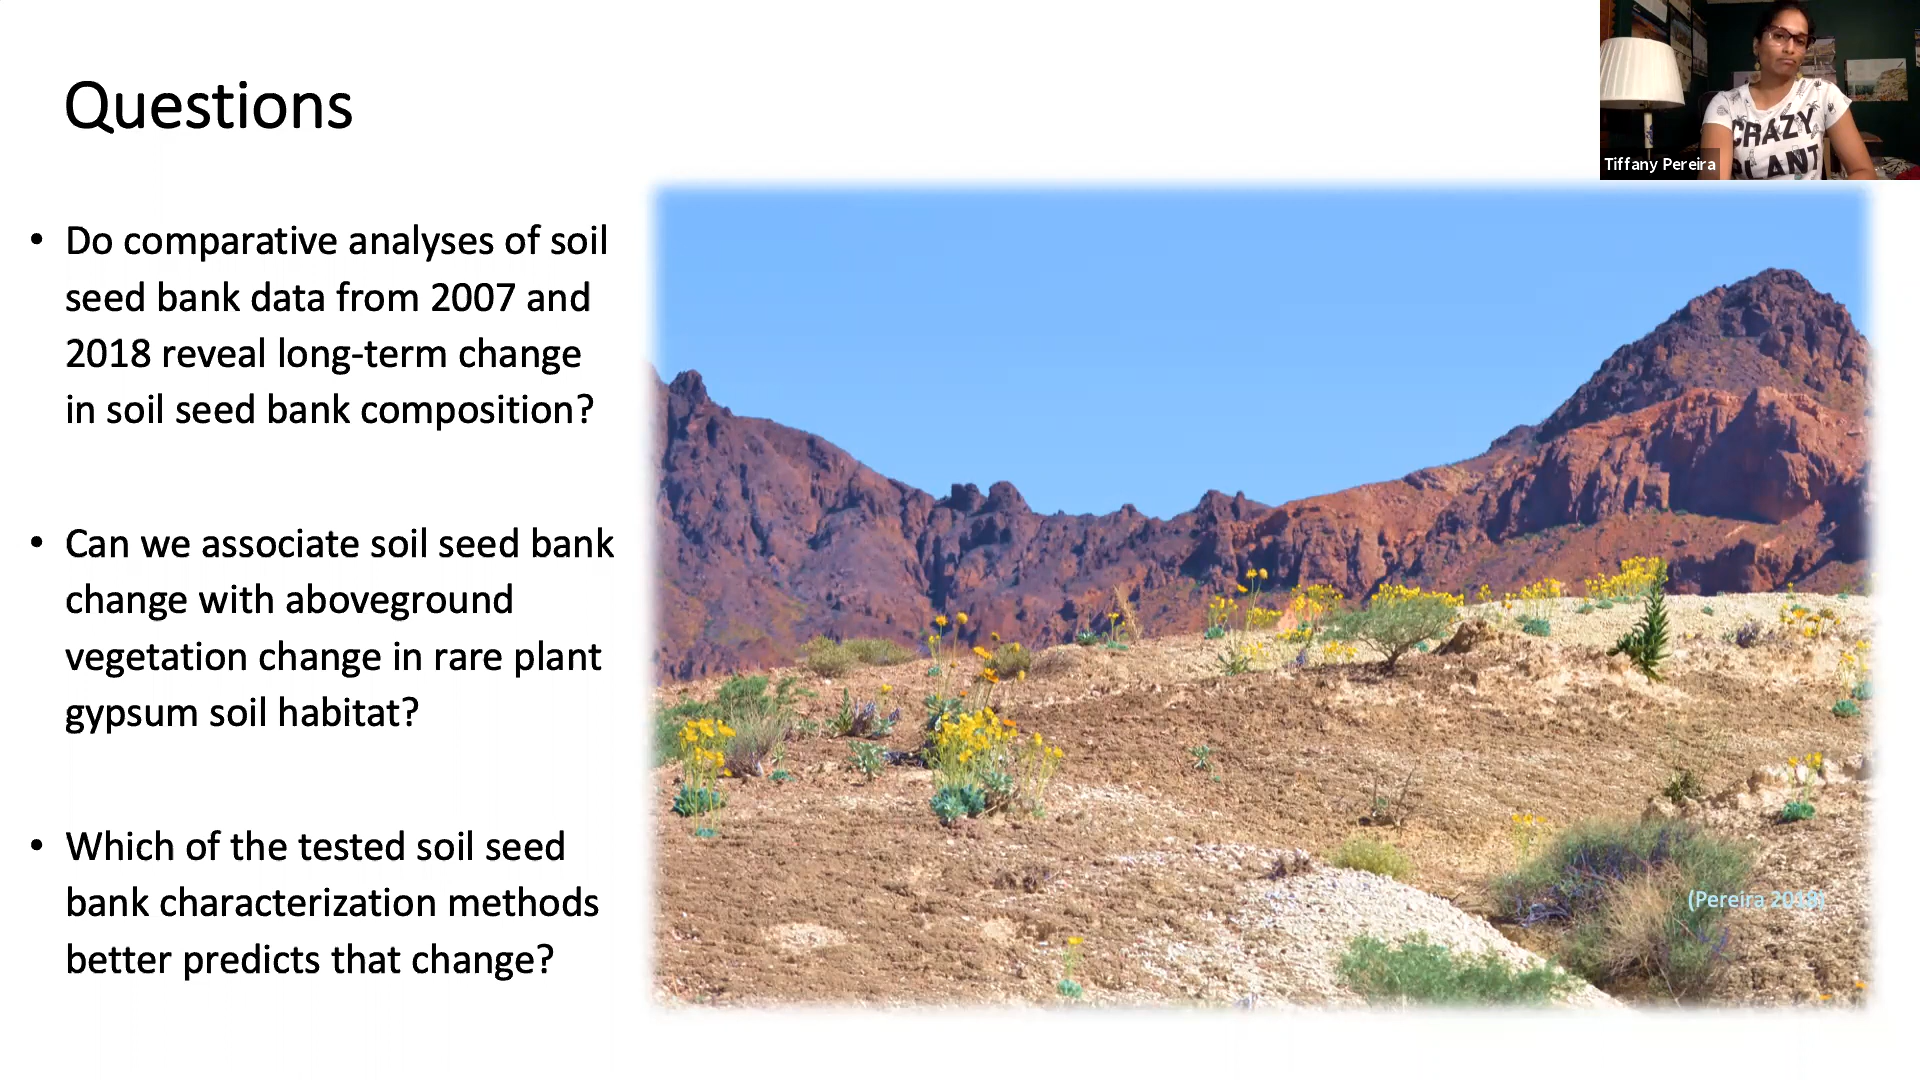 Questions
CRAZY
PLANT
Tiffany Pereira
• Do comparative analyses of soil
seed bank data from 2007 and
2018 reveal long-term change
in soil seed bank composition?
• Can we associate soil seed bank
change with aboveground
vegetation change in rare plant
gypsum soil habitat?
• Which of the tested soil seed
bank characterization methods
better predicts that change?
(Pereira 2018)